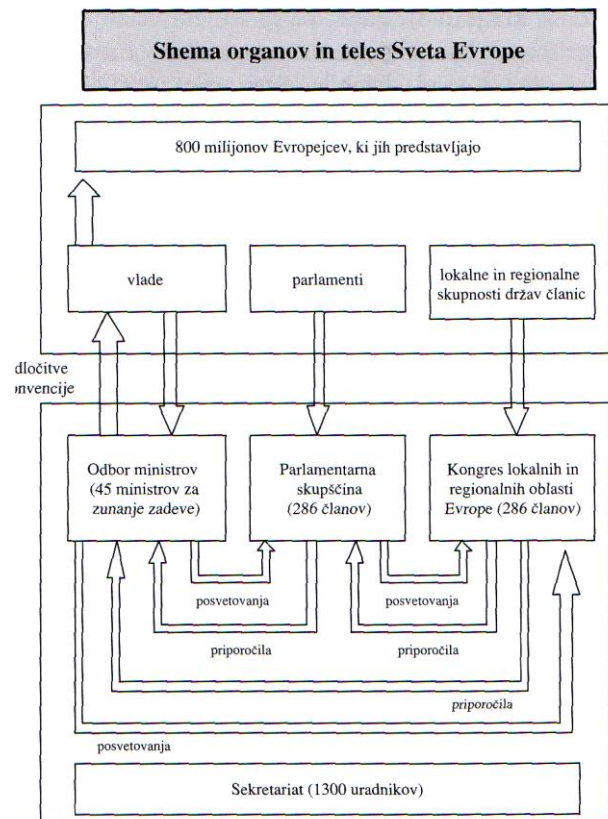 Shema organov in teles Sveta Evrope
800 milijonov Evropejcev, ki jih predstavljajo
vlade
parlamenti
lokalne in regionalne
skupnosti držav članic
dločitve
onvencije
Odbor ministrov
(45 ministrov za
zunanje zadeve)
Parlamentarna
skupščina
(286 članov)
Kongres lokalnih in
regionalnih oblasti
Evrope (286 članov)
posvetovanja
posvetovanja
priporočila
priporočila
priporočila
posvetovanja
Sekretariat (1300 uradnikov)